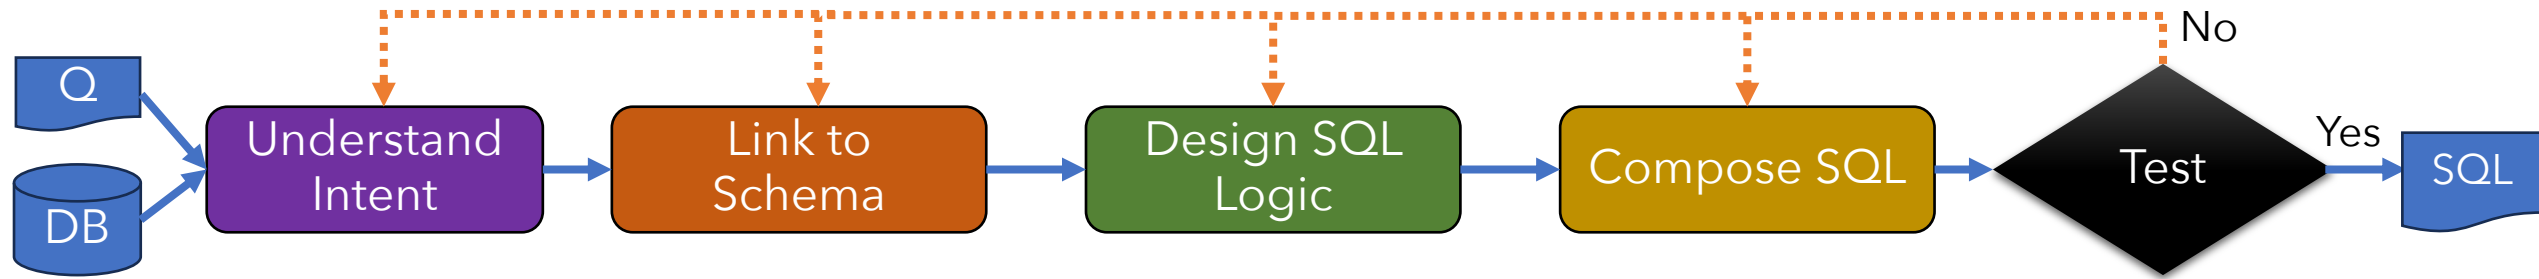 Q
DB
Understand
Intent
Link to
Schema
Design SQL
Logic
Compose SQL
Test
No
Yes
SQL